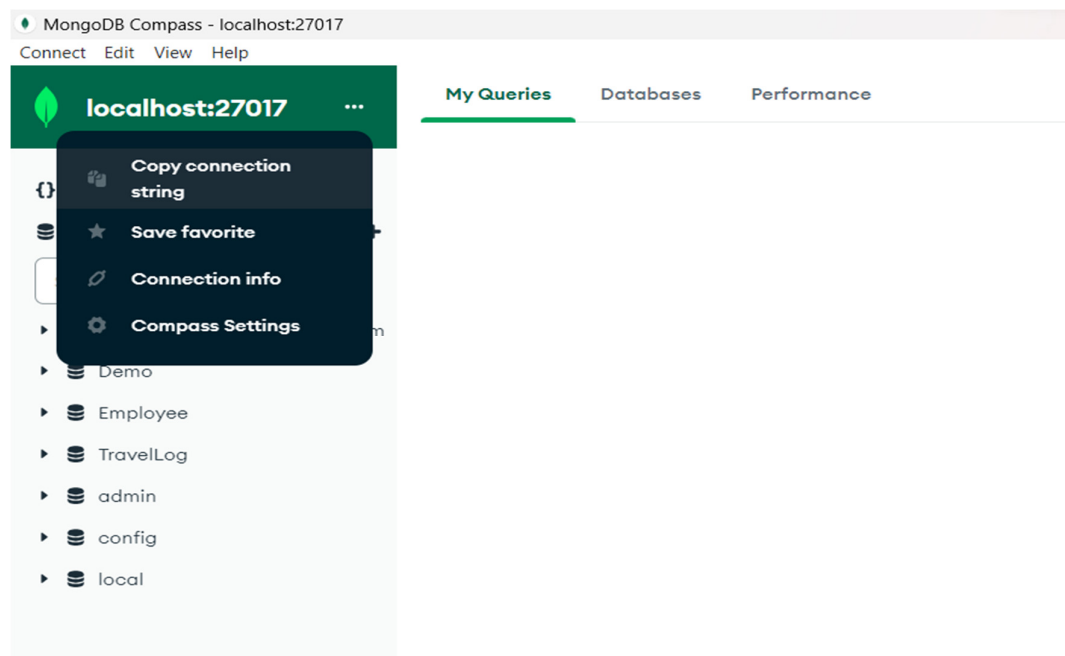 MongoDB Compass - localhost:27017
Connect Edit View Help
localhost:27017 ...
My Queries Databases Performance
Copy connection
string
{}
Save favorite
+
Connection info
Compass Settings
m
Demo
Employee
TravelLog
admin
config
local